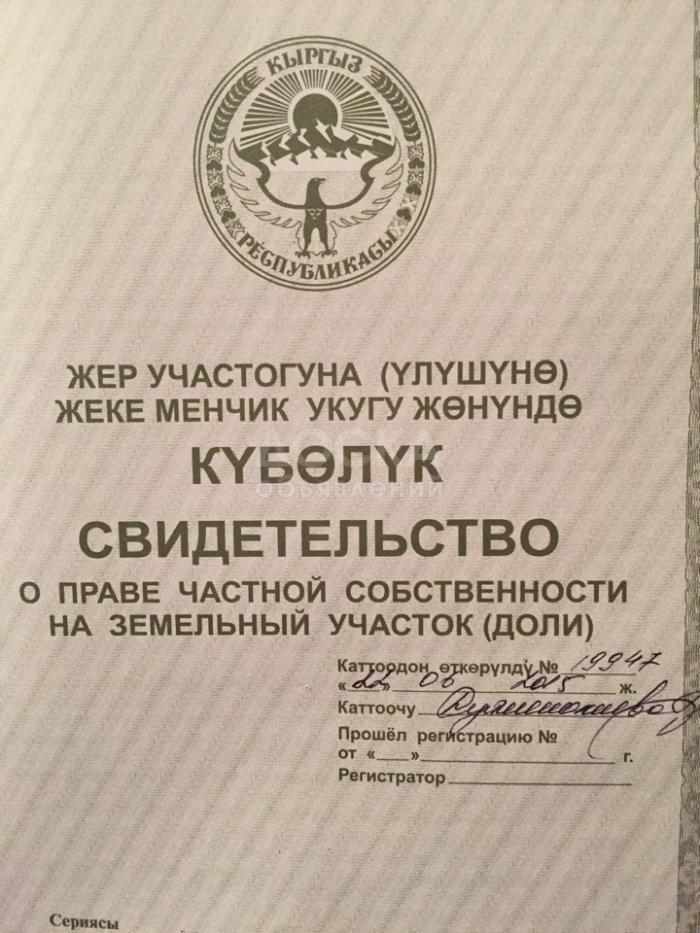 КЫРГЫЗ
РЕСПУБЛИКАСЫ
ЖЕР УЧАСТОГУНА (ҮЛҮШҮНӨ)
ЖЕКЕ МЕНЧИК УКУГУ ЖӨНҮНДӨ
КҮБӨЛҮК
СВИДЕТЕЛЬСТВО
О ПРАВЕ ЧАСТНОЙ СОБСТВЕННОСТИ
НА ЗЕМЕЛЬНЫЙ УЧАСТОК (ДОЛИ)
Каттоодон өткөрүлдү № 19947
«22» 06 2015 ж.
Каттоочу
Прошёл регистрацию №
от «___» г.
Регистратор
Сериясы